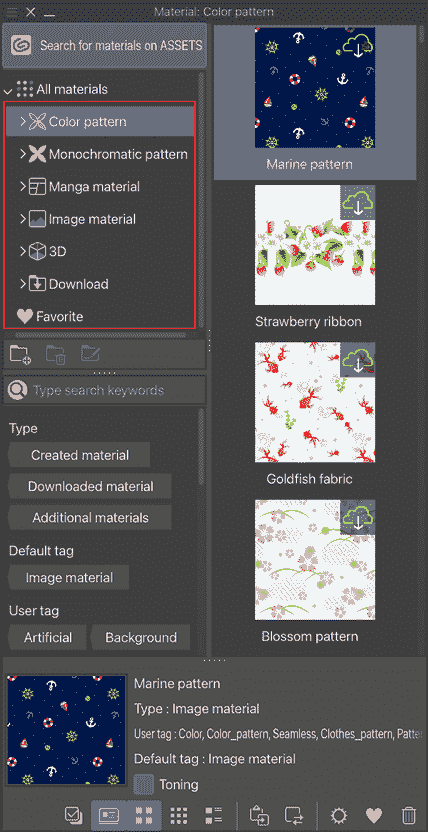 Material: Color pattern
Search for materials on ASSETS
All materials
Color pattern
Monochromatic pattern
Manga material
Image material
3D
Download
Favorite
Type search keywords
Type
Created material
Downloaded material
Additional materials
Default tag
Image material
User tag
Artificial
Background
Marine pattern
Strawberry ribbon
Goldfish fabric
Blossom pattern
Marine pattern
Type : Image material
User tag : Color, Color_pattern, Seamless, Clothes_pattern, Patte
Default tag : Image material
Toning